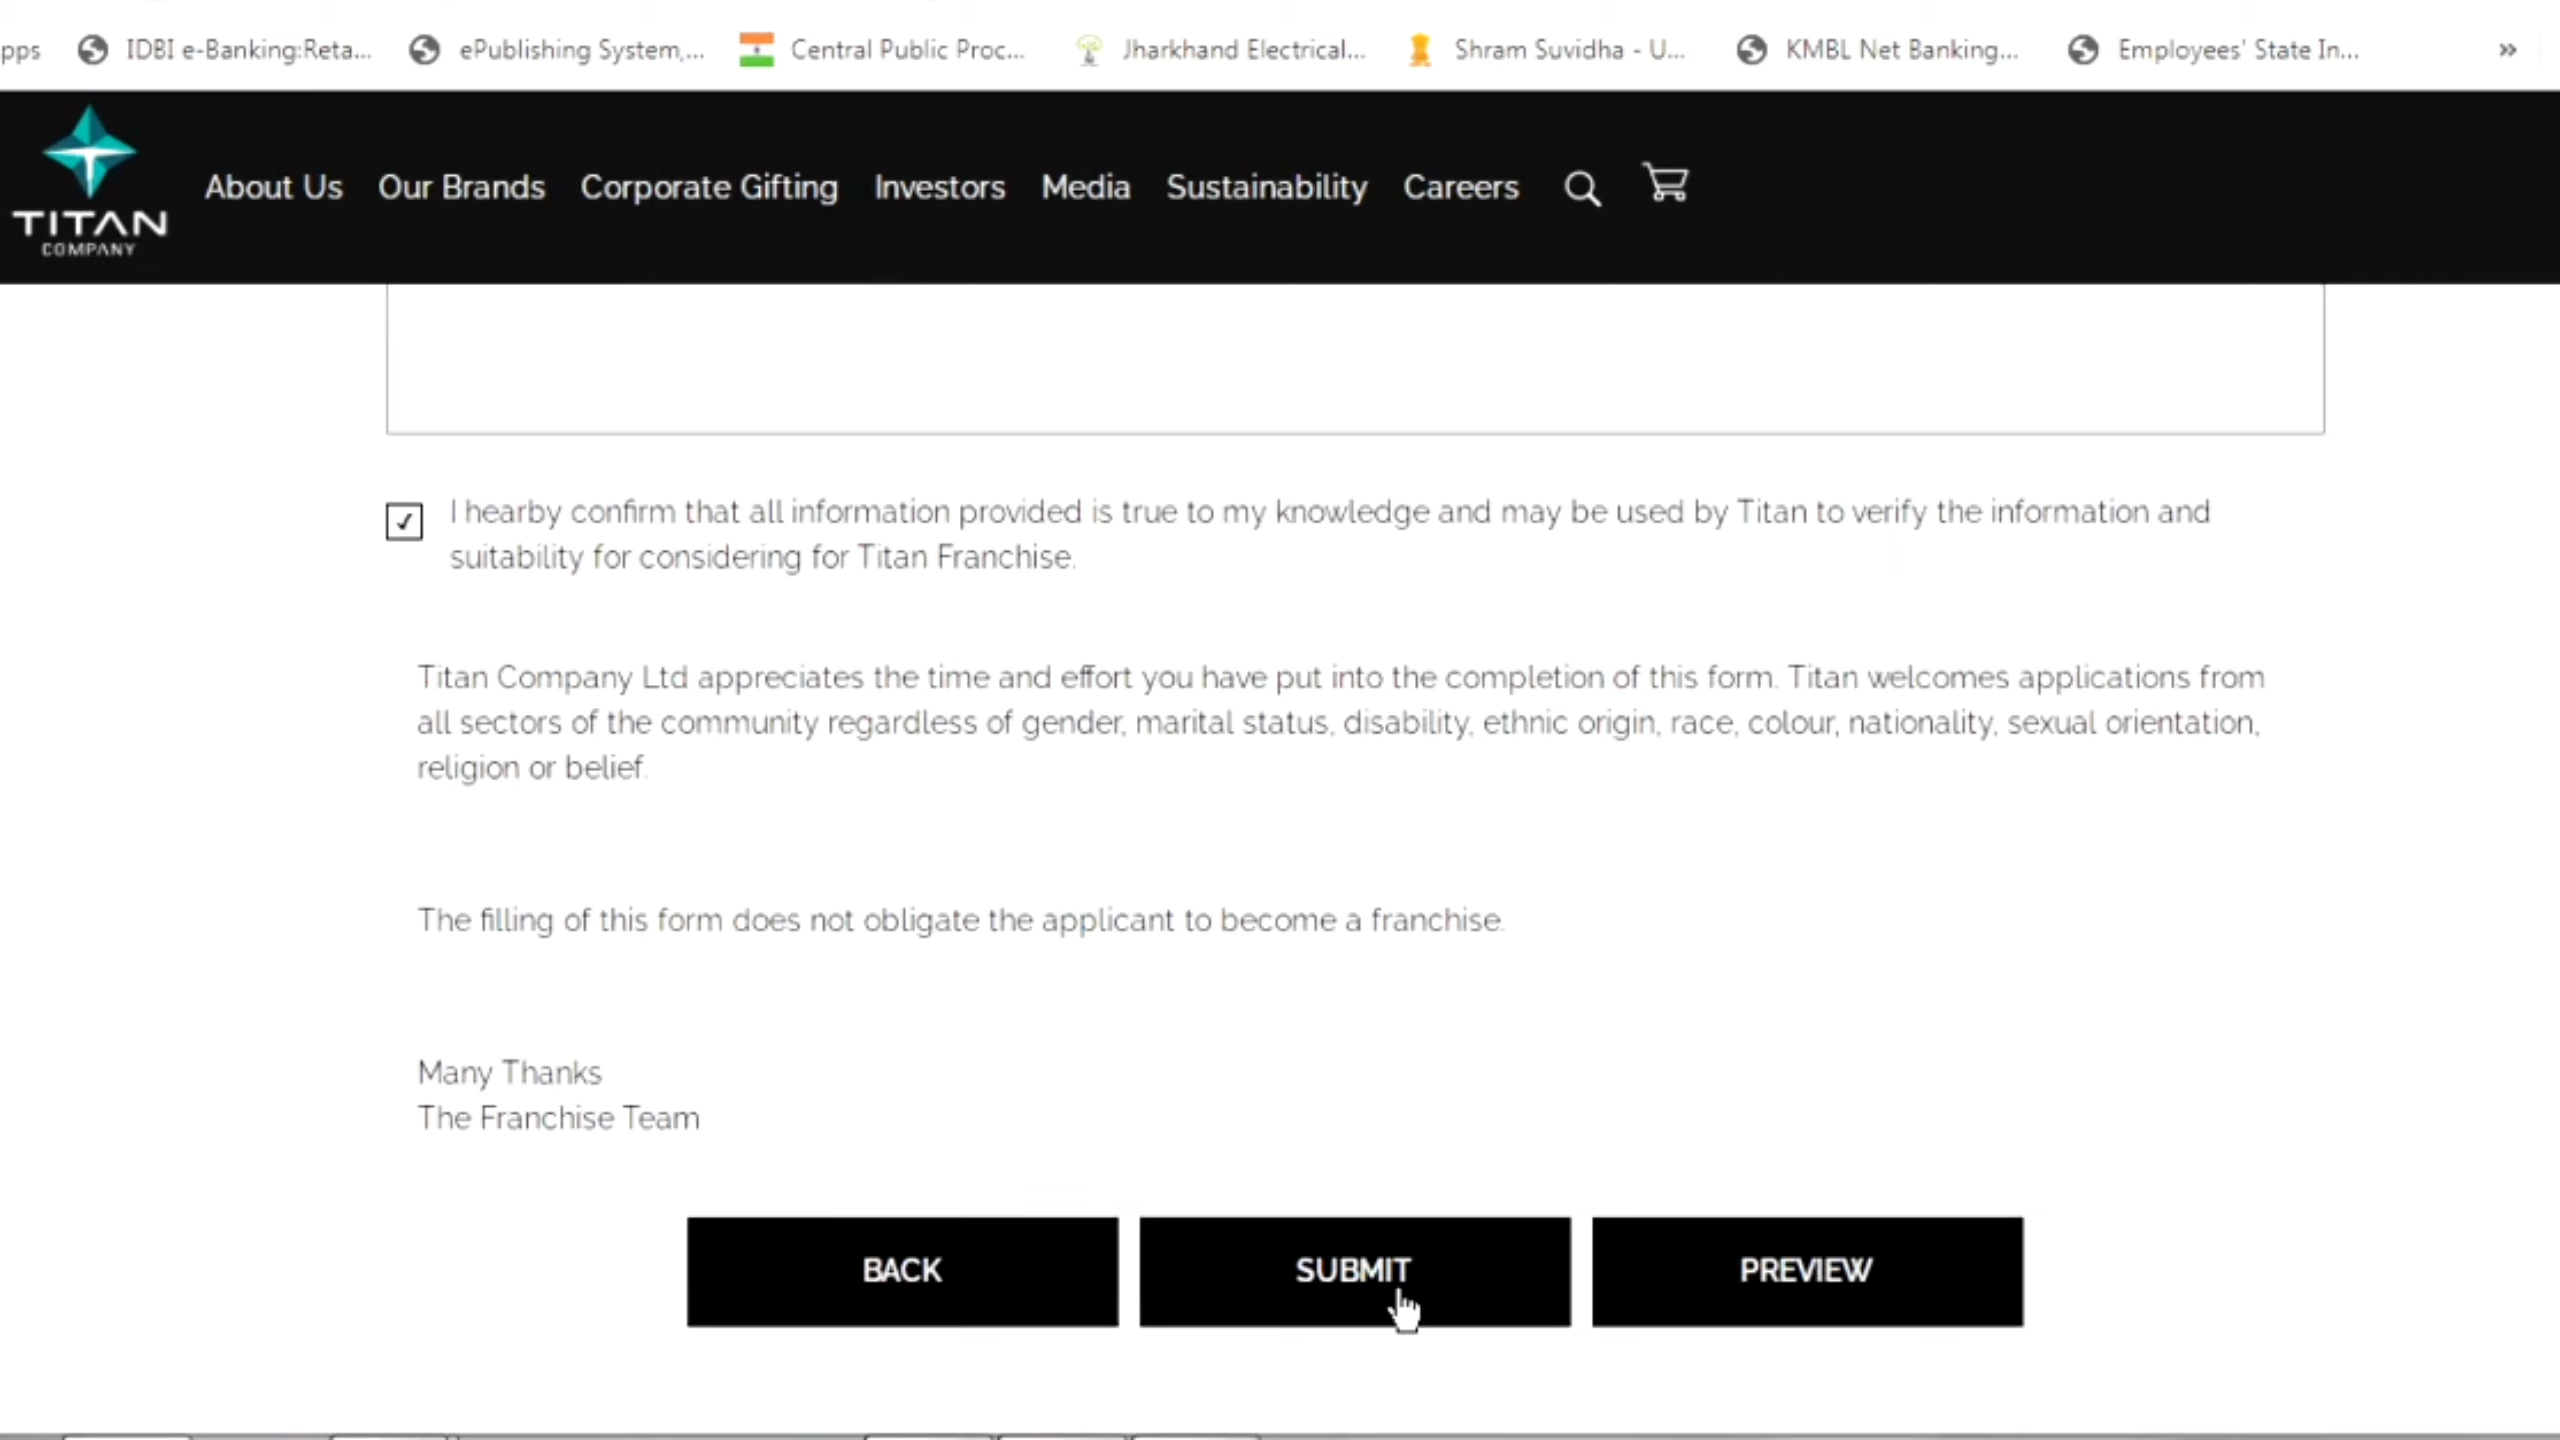 pps IDBI e-Banking:Reta... ePublishing System,... Central Public Proc... Jharkhand Electrical... Shram Suvidha - U... KMBL Net Banking... Employees' State In... »
TITAN
COMPANY
About Us Our Brands Corporate Gifting Investors Media Sustainability Careers
I hearby confirm that all information provided is true to my knowledge and may be used by Titan to verify the information and
suitability for considering for Titan Franchise.
Titan Company Ltd appreciates the time and effort you have put into the completion of this form. Titan welcomes applications from
all sectors of the community regardless of gender, marital status, disability, ethnic origin, race, colour, nationality, sexual orientation,
religion or belief.
The filling of this form does not obligate the applicant to become a franchise.
Many Thanks
The Franchise Team
BACK SUBMIT PREVIEW